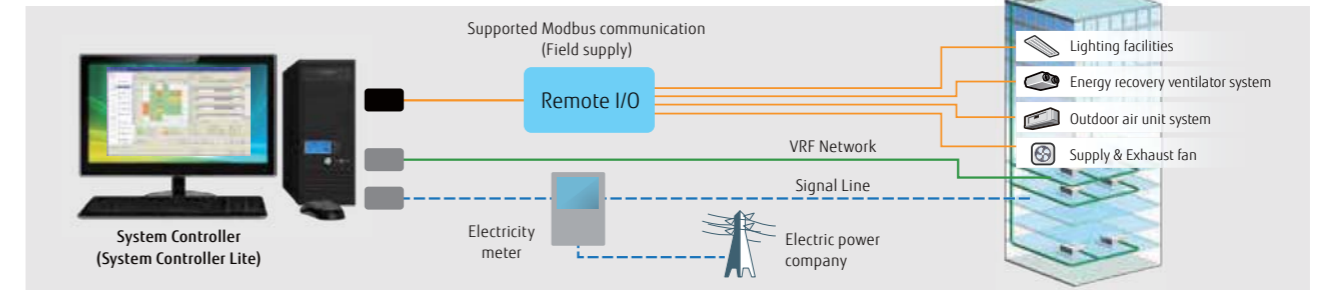 Supported Modbus communication
(Field supply)
Remote I/O
Lighting facilities
Energy recovery ventilator system
Outdoor air unit system
Supply & Exhaust fan
VRF Network
Signal Line
Electricity
meter
Electric power
company
System Controller
(System Controller Lite)